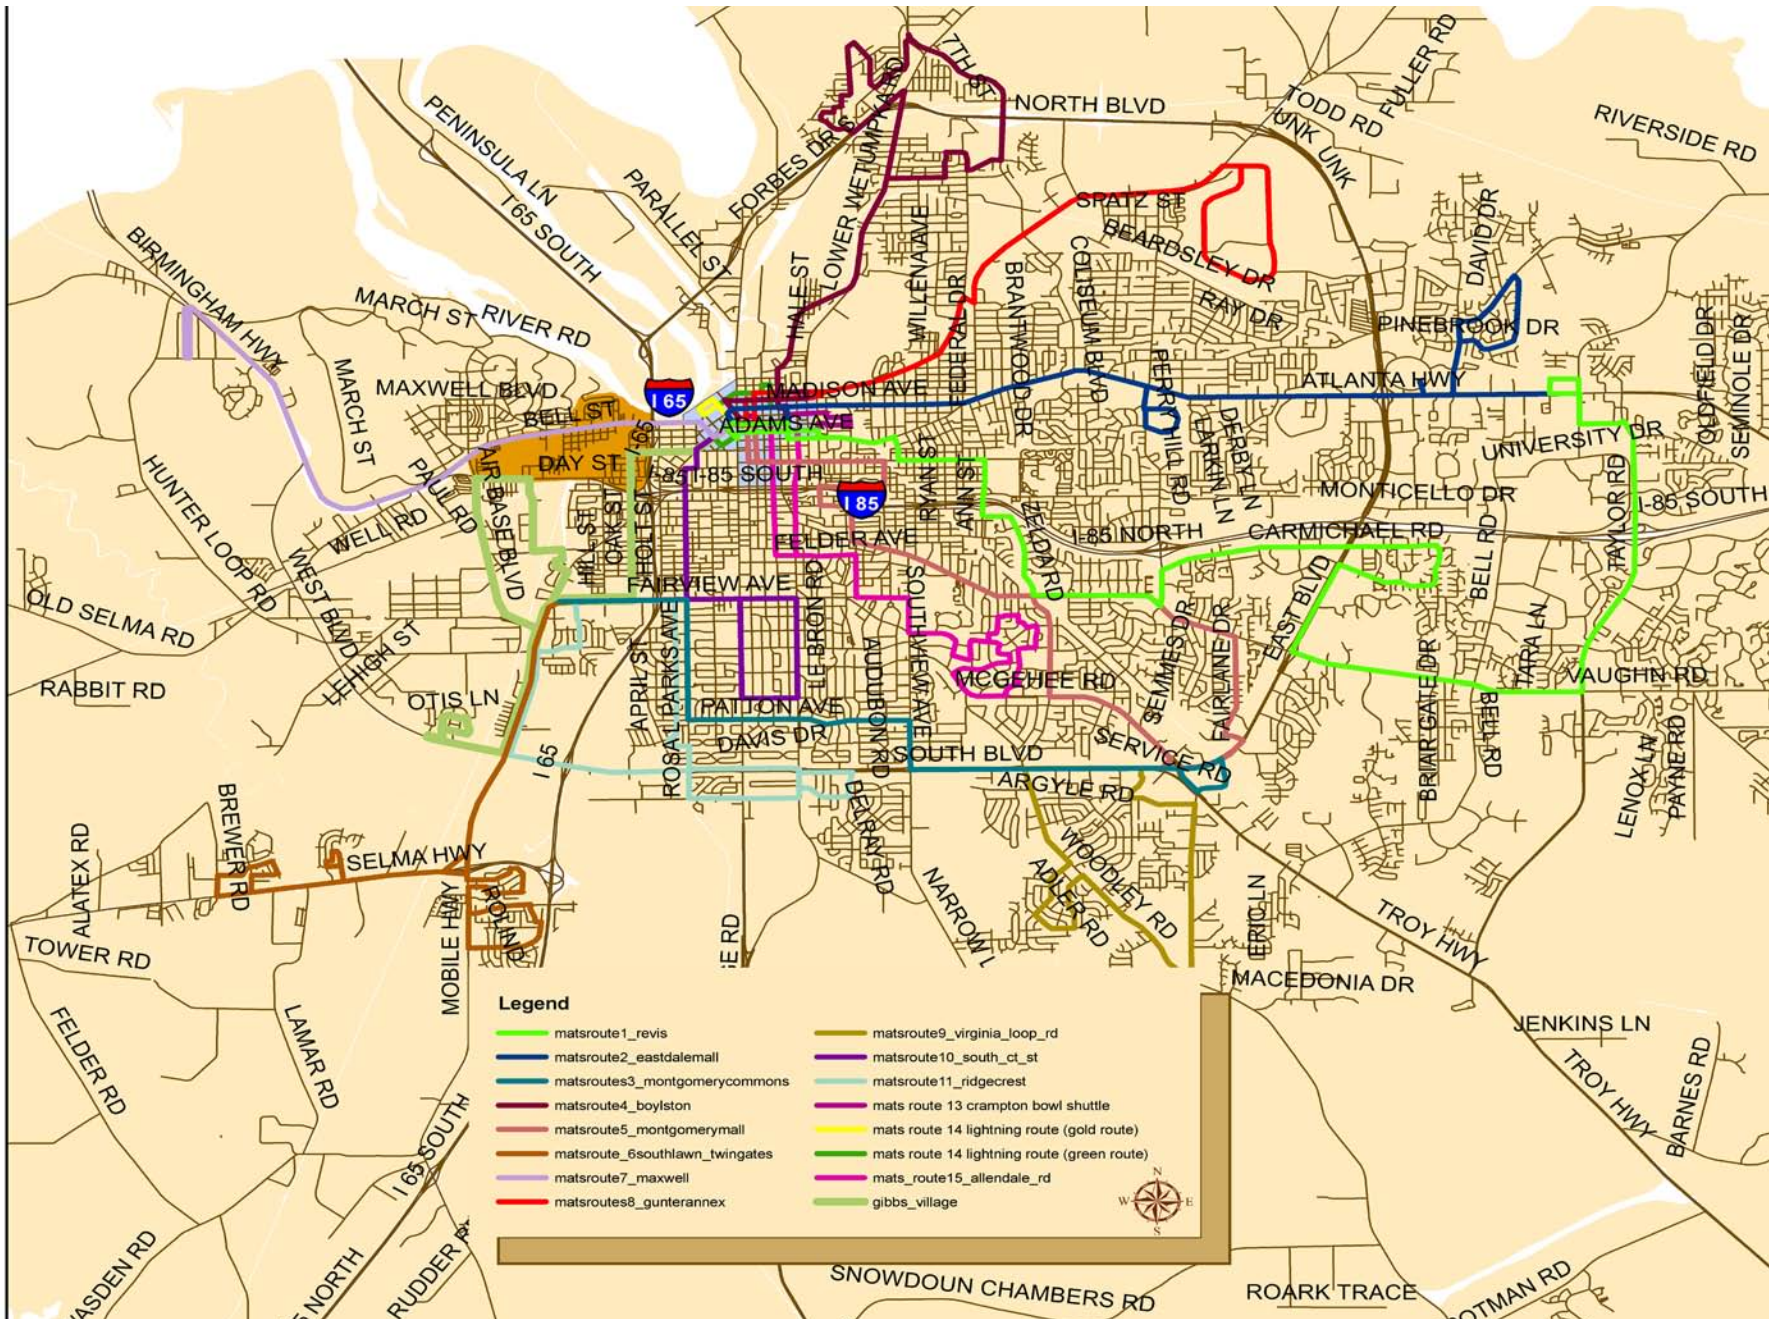 7TH ST
FULLER RD
NORTH BLVD
TODD RD
RIVERSIDE RD
UNK UNK
PENINSULA LN
FORBES DR S
LOWER WETUMPKA RD
PARALLEL ST
I 65 SOUTH
SPATZ ST
BEARDSLEY DR
DAVID DR
BIRMINGHAM HWY
MARCH ST
RIVER RD
HALE ST
WILLENA AVE
FEDERAL DR
BRANTWOOD DR
COLISEUM BLVD
RAY DR
PINEBROOK DR
OLDFIELD DR
SEMINOLE DR
MARCH ST
MAXWELL BLVD
I 65
MADISON AVE
PERRY HILL RD
ATLANTA HWY
BELL ST
ADAMS AVE
LARKIN LN
DERBY LN
UNIVERSITY DR
I-65
DAY ST
I-85
I-85 SOUTH
I 85
RYAN ST
ANN ST
MONTICELLO DR
TAYLOR RD
I-85 SOUTH
HUNTER LOOP RD
PAUL RD
AIR BASE BLVD
WELL RD
HILL ST
OAK ST
HOLT ST
FELDER AVE
ZELDA RD
I-85 NORTH
CARMICHAEL RD
BELL RD
WEST BLVD
OLD SELMA RD
FAIRVIEW AVE
LE BRON RD
SOUTHVIEW AVE
SEMMES DR
FAIRLANE DR
EAST BLVD
TARA LN
LEHIGH ST
RABBIT RD
OTIS LN
APRIL ST
ROSA L PARKS AVE
AUDUBON RD
MCGEHEE RD
BRIARGATE DR
BELL RD
VAUGHN RD
PATTON AVE
DAVIS DR
SOUTH BLVD
SERVICE RD
LENOX LN
PAYNE RD
I 65
ARGYLE RD
BREWER RD
ALATEX RD
SELMA HWY
DELRAY RD
WOODLEY RD
ADLER RD
ERIC LN
MOBILE HWY
NARROW L
TROY HWY
TOWER RD
GE RD
MACEDONIA DR
FELDER RD
LAMAR RD
JENKINS LN
TROY HWY
BARNES RD
I 65 SOUTH
Legend
matsroute1_revis
matsroute2_eastdalemall
matsroutes3_montgomerycommons
matsroute4_boylston
matsroute5_montgomerymall
matsroute_6southlawn_twingates
matsroute7_maxwell
matsroutes8_gunterannex
matsroute9_virginia_loop_rd
matsroute10_south_ct_st
matsroute11_ridgecrest
mats route 13 crampton bowl shuttle
mats route 14 lightning route (gold route)
mats route 14 lightning route (green route)
mats_route15_allendale_rd
gibbs_village
N
W E
S
SNOWDOUN CHAMBERS RD
ROARK TRACE
OTMAN RD
ASDEN RD
5 NORTH
RUDDER R